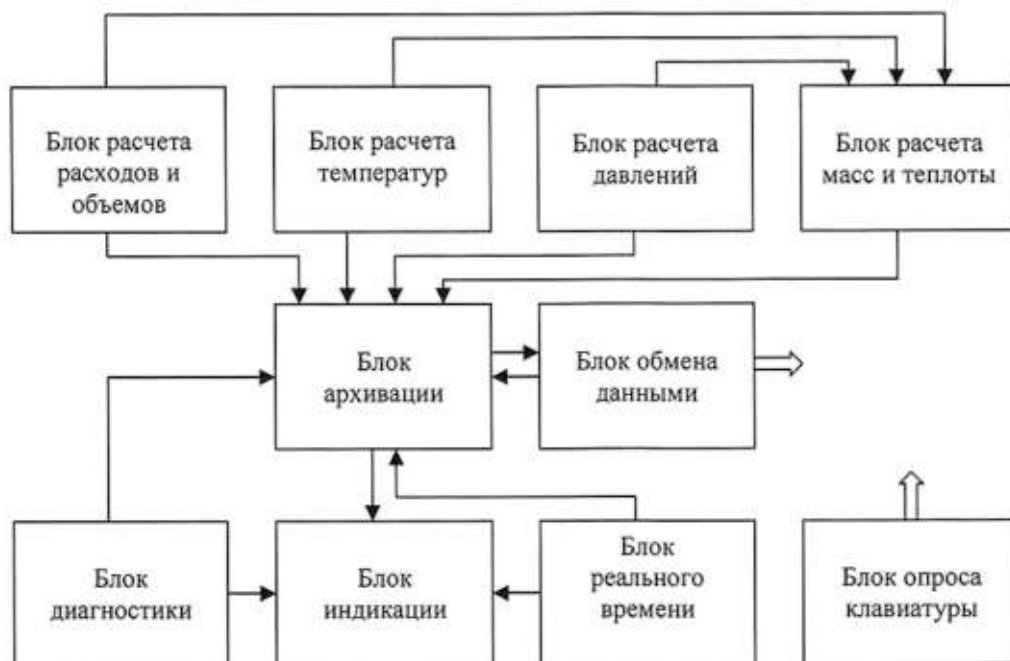 Блок расчета
расходов и
объемов
Блок расчета
температур
Блок расчета
давлений
Блок расчета
масс и теплоты
Блок
архивации
Блок обмена
данными
Блок
диагностики
Блок
индикации
Блок
реального
времени
Блок опроса
клавиатуры